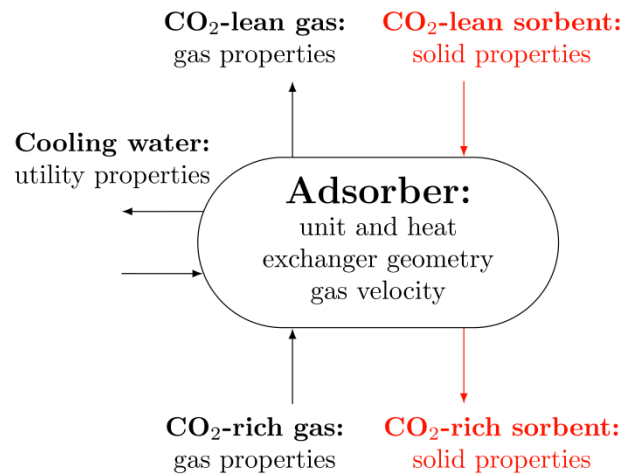 CO₂-lean gas:
gas properties
CO₂-lean sorbent:
solid properties
Cooling water:
utility properties
Adsorber:
unit and heat
exchanger geometry
gas velocity
CO₂-rich gas:
gas properties
CO₂-rich sorbent:
solid properties